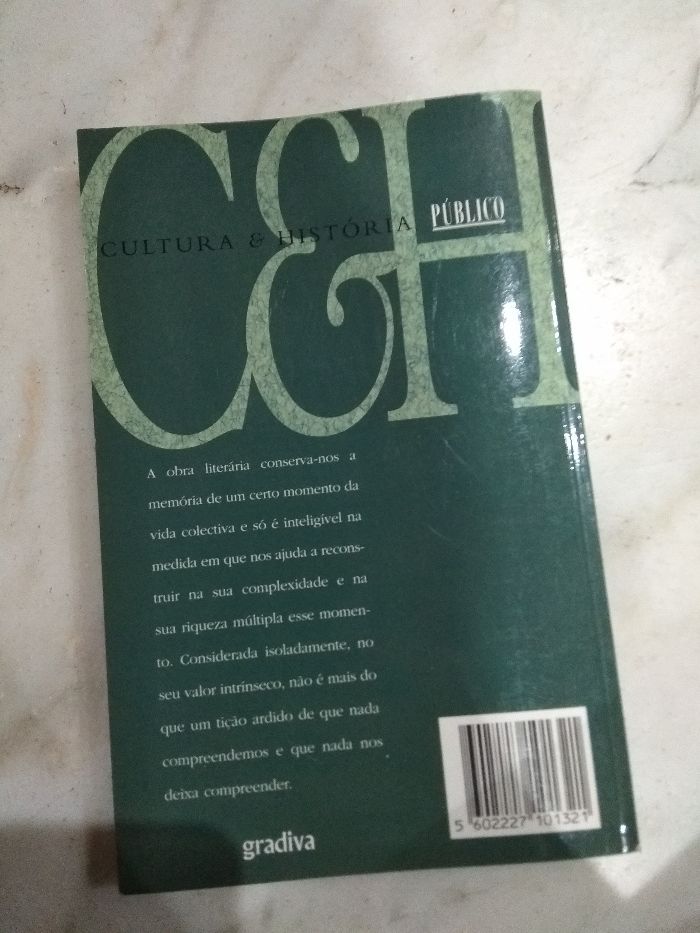 C&H
CULTURA & HISTÓRIA
PÚBLICO
A obra literária conserva-nos a
memória de um certo momento da
vida colectiva e só é inteligível na
medida em que nos ajuda a recons-
truir na sua complexidade e na
sua riqueza múltipla esse momen-
to. Considerada isoladamente, no
seu valor intrínseco, não é mais do
que um tição ardido de que nada
compreendemos e que nada nos
deixa compreender.
gradiva
5 602227 101321